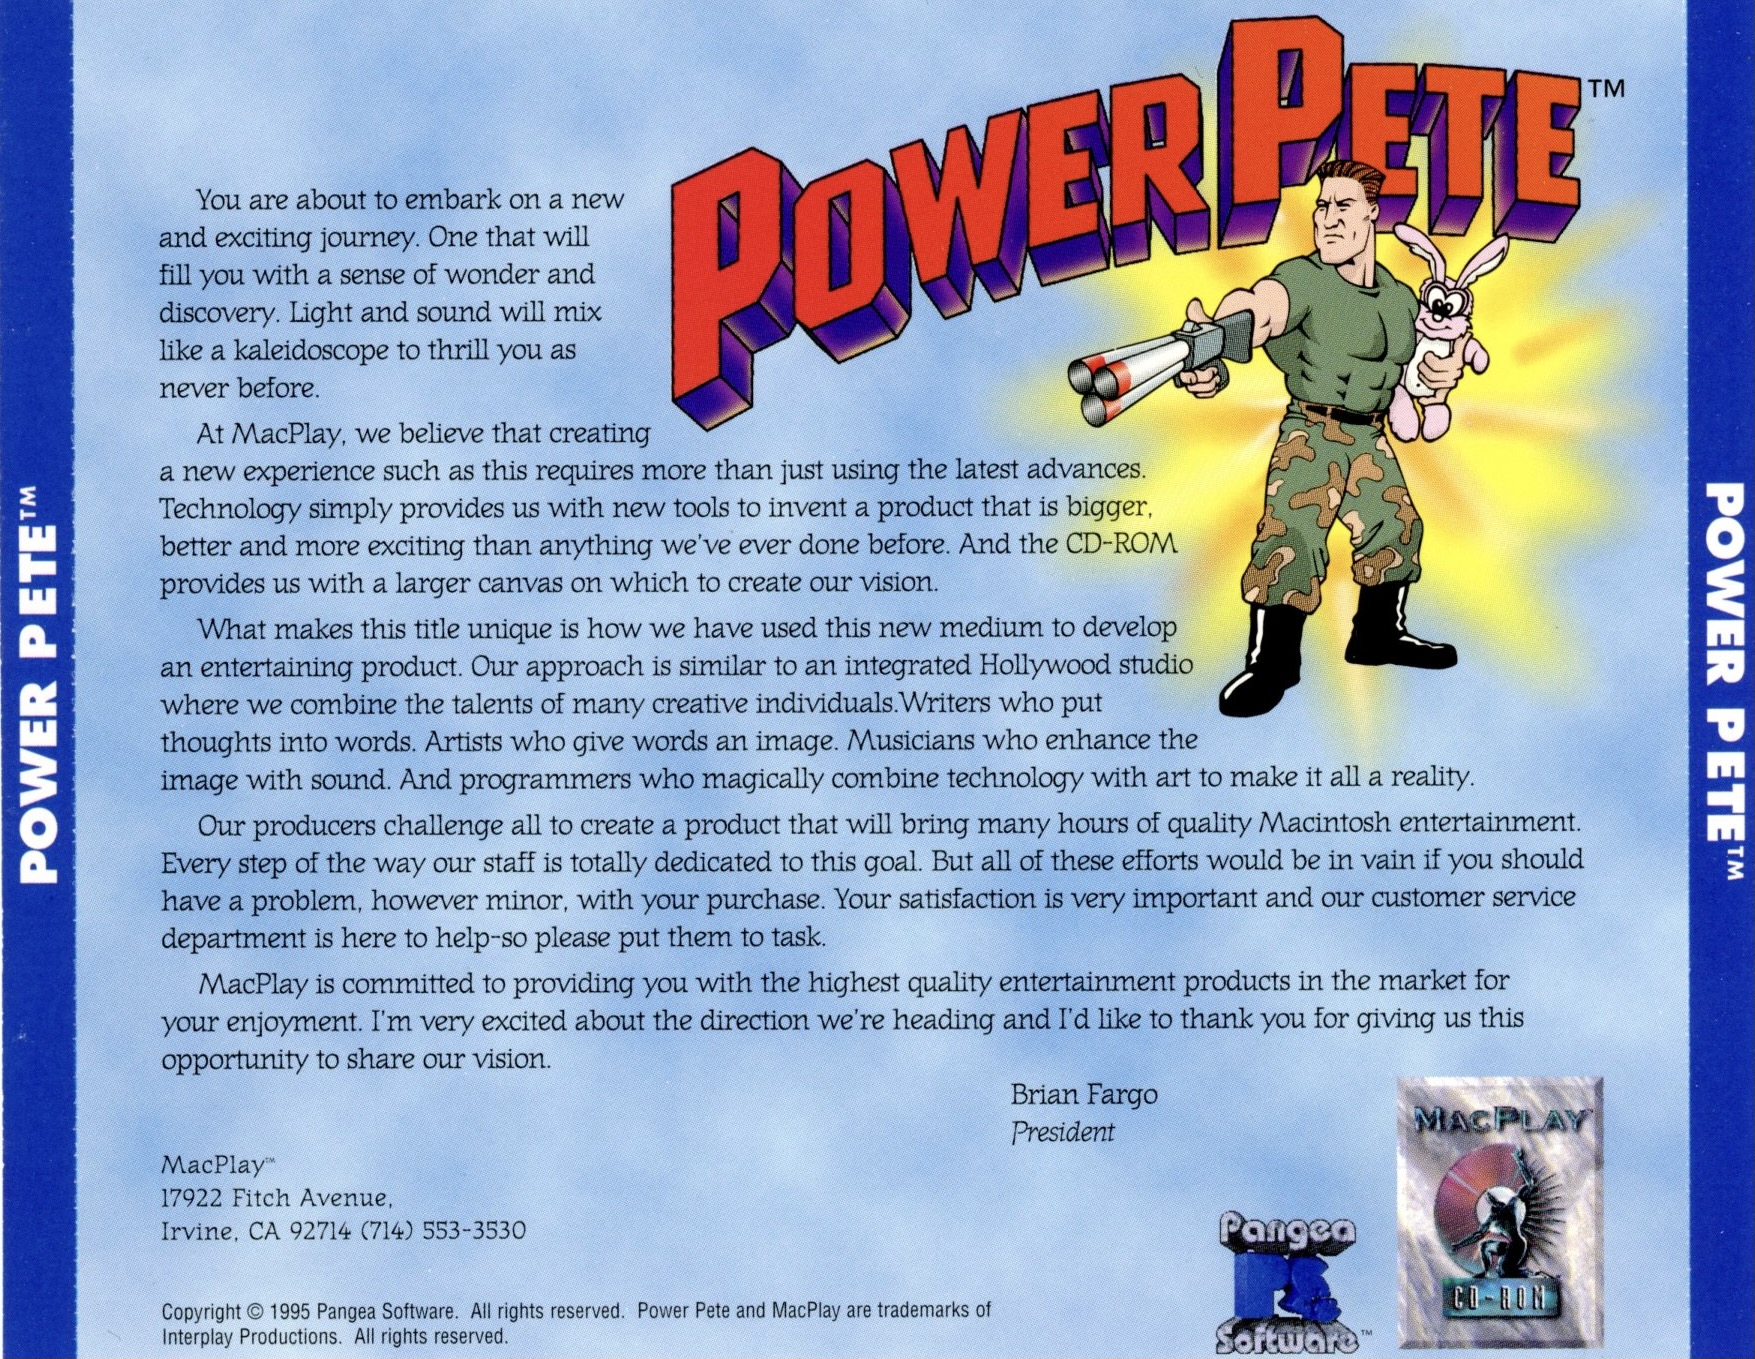 POWER PETE™
POWER PETE™
POWER PETE™
You are about to embark on a new
and exciting journey. One that will
fill you with a sense of wonder and
discovery. Light and sound will mix
like a kaleidoscope to thrill you as
never before.
At MacPlay, we believe that creating
a new experience such as this requires more than just using the latest advances.
Technology simply provides us with new tools to invent a product that is bigger,
better and more exciting than anything we've ever done before. And the CD-ROM
provides us with a larger canvas on which to create our vision.
What makes this title unique is how we have used this new medium to develop
an entertaining product. Our approach is similar to an integrated Hollywood studio
where we combine the talents of many creative individuals.Writers who put
thoughts into words. Artists who give words an image. Musicians who enhance the
image with sound. And programmers who magically combine technology with art to make it all a reality.
Our producers challenge all to create a product that will bring many hours of quality Macintosh entertainment.
Every step of the way our staff is totally dedicated to this goal. But all of these efforts would be in vain if you should
have a problem, however minor, with your purchase. Your satisfaction is very important and our customer service
department is here to help-so please put them to task.
MacPlay is committed to providing you with the highest quality entertainment products in the market for
your enjoyment. I'm very excited about the direction we're heading and I'd like to thank you for giving us this
opportunity to share our vision.
Brian Fargo
President
MacPlay™
17922 Fitch Avenue,
Irvine, CA 92714 (714) 553-3530
Copyright © 1995 Pangea Software. All rights reserved. Power Pete and MacPlay are trademarks of
Interplay Productions. All rights reserved.
Pangea
PS
Software™
MACPLAY
CD-ROM